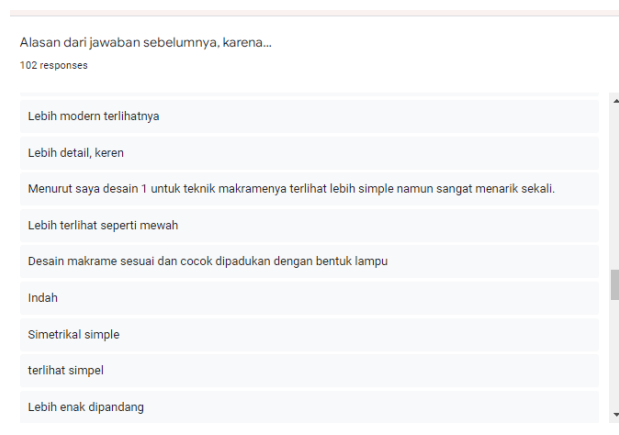 Alasan dari jawaban sebelumnya, karena...
102 responses
Lebih modern terlihatnya
Lebih detail, keren
Menurut saya desain 1 untuk teknik makramenya terlihat lebih simple namun sangat menarik sekali.
Lebih terlihat seperti mewah
Desain makrame sesuai dan cocok dipadukan dengan bentuk lampu
Indah
Simetrikal simple
terlihat simpel
Lebih enak dipandang